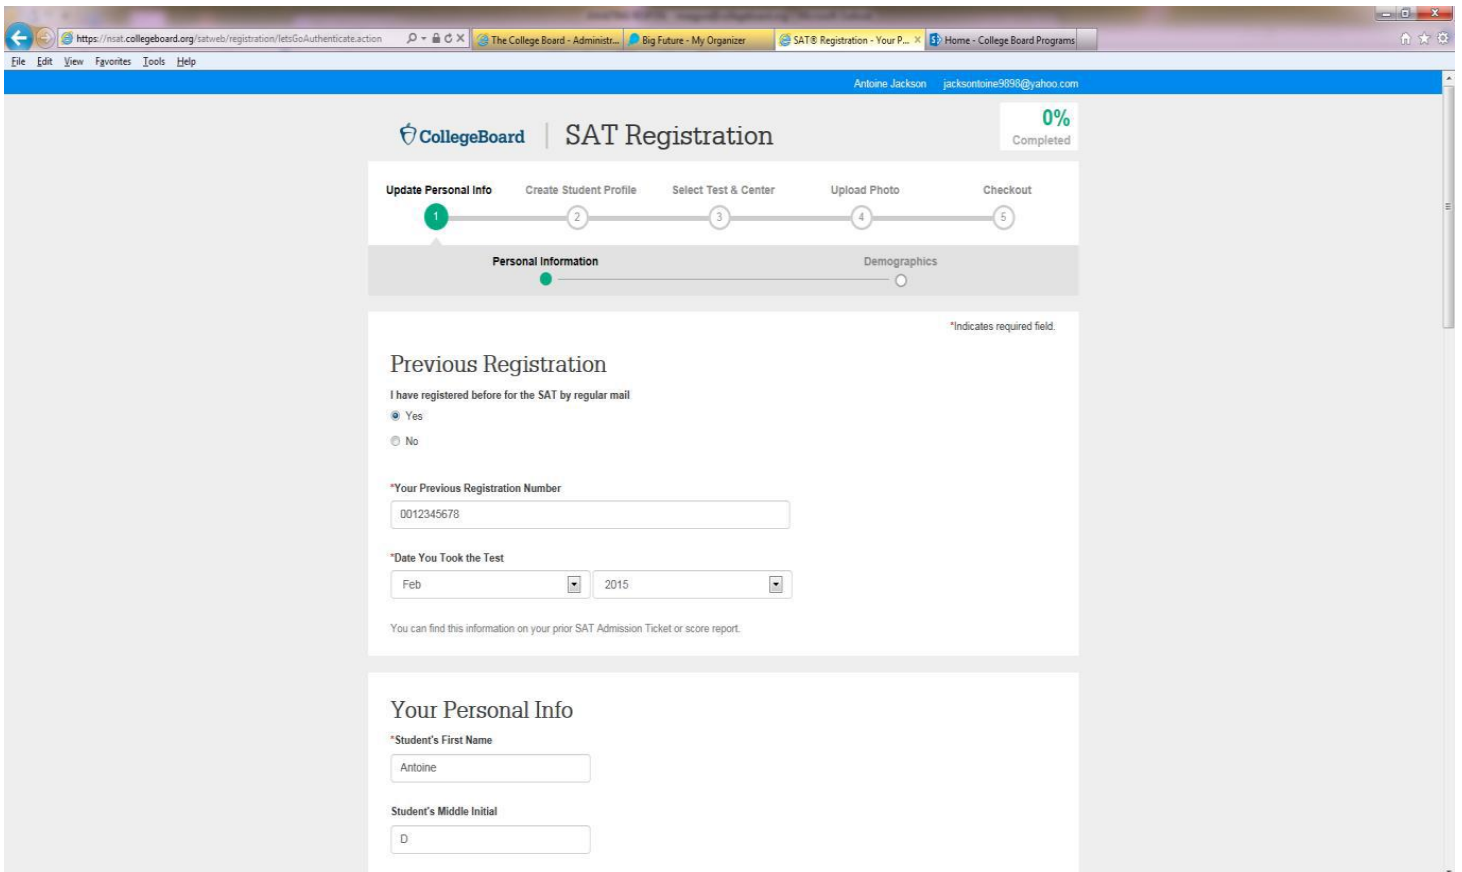 https://nsat.collegeboard.org/satweb/registration/letsGoAuthenticate.action
The College Board - Administr...
Big Future - My Organizer
SAT® Registration - Your P...
Home - College Board Programs
File Edit View Favorites Tools Help
Antoine Jackson jacksontoine9898@yahoo.com
CollegeBoard SAT Registration
0%
Completed
Update Personal Info Create Student Profile Select Test & Center Upload Photo Checkout
1 2 3 4 5
Personal Information Demographics
*Indicates required field.
Previous Registration
I have registered before for the SAT by regular mail
Yes
No
*Your Previous Registration Number
0012345678
*Date You Took the Test
Feb 2015
You can find this information on your prior SAT Admission Ticket or score report.
Your Personal Info
*Student's First Name
Antoine
Student's Middle Initial
D